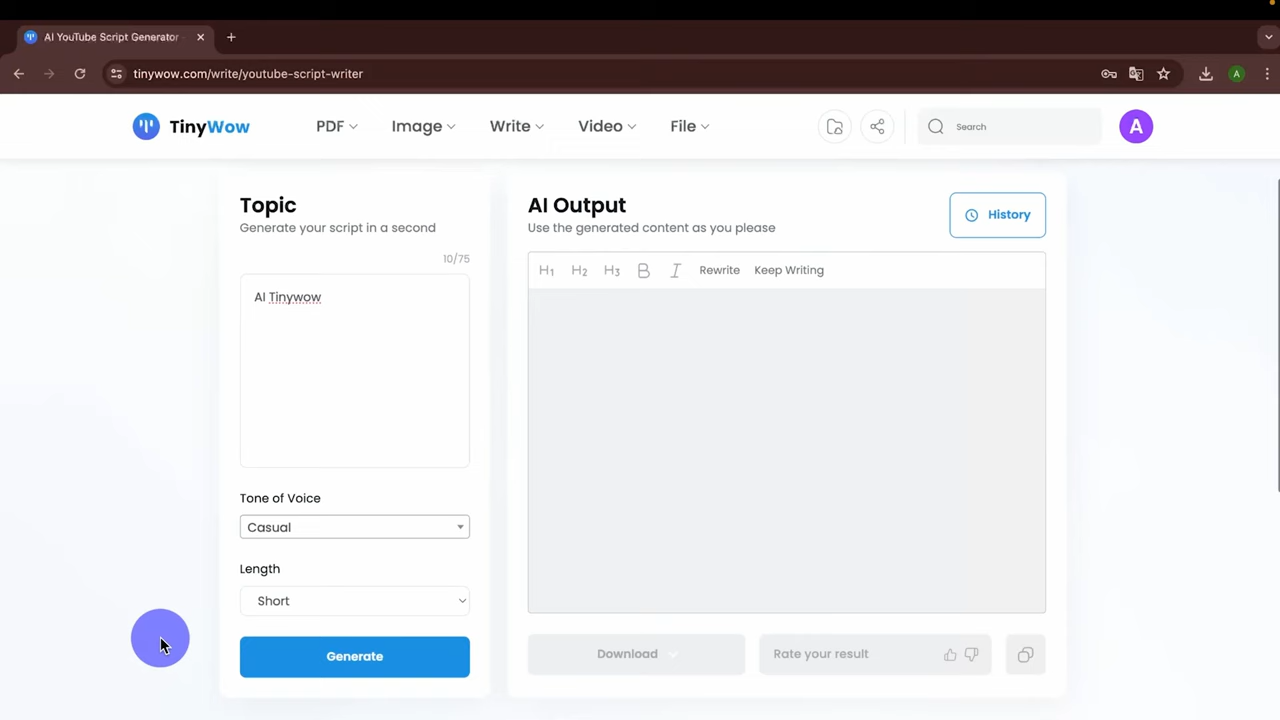 AI YouTube Script Generator
tinywow.com/write/youtube-script-writer
A
TinyWow
PDF
Image
Write
Video
File
Search
A
Topic
Generate your script in a second
10/75
AI Tinywow
Tone of Voice
Casual
Length
Short
Generate
AI Output
Use the generated content as you please
History
H1 H2 H3 B I Rewrite Keep Writing
Download
Rate your result